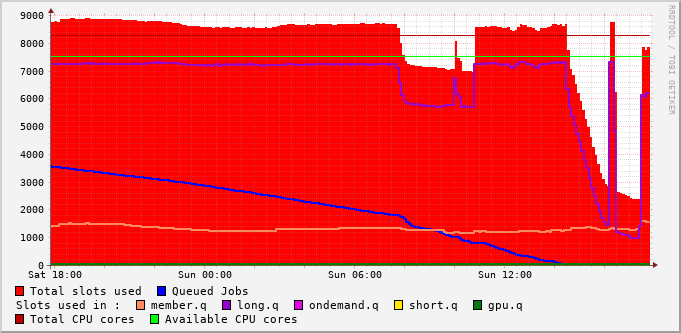 RRDTOOL / TOBI OETIKER
9000
8000
7000
6000
5000
4000
3000
2000
1000
0
Sat 18:00 Sun 00:00 Sun 06:00 Sun 12:00
Total slots used Queued Jobs
Slots used in : member.q long.q ondemand.q short.q gpu.q
Total CPU cores Available CPU cores